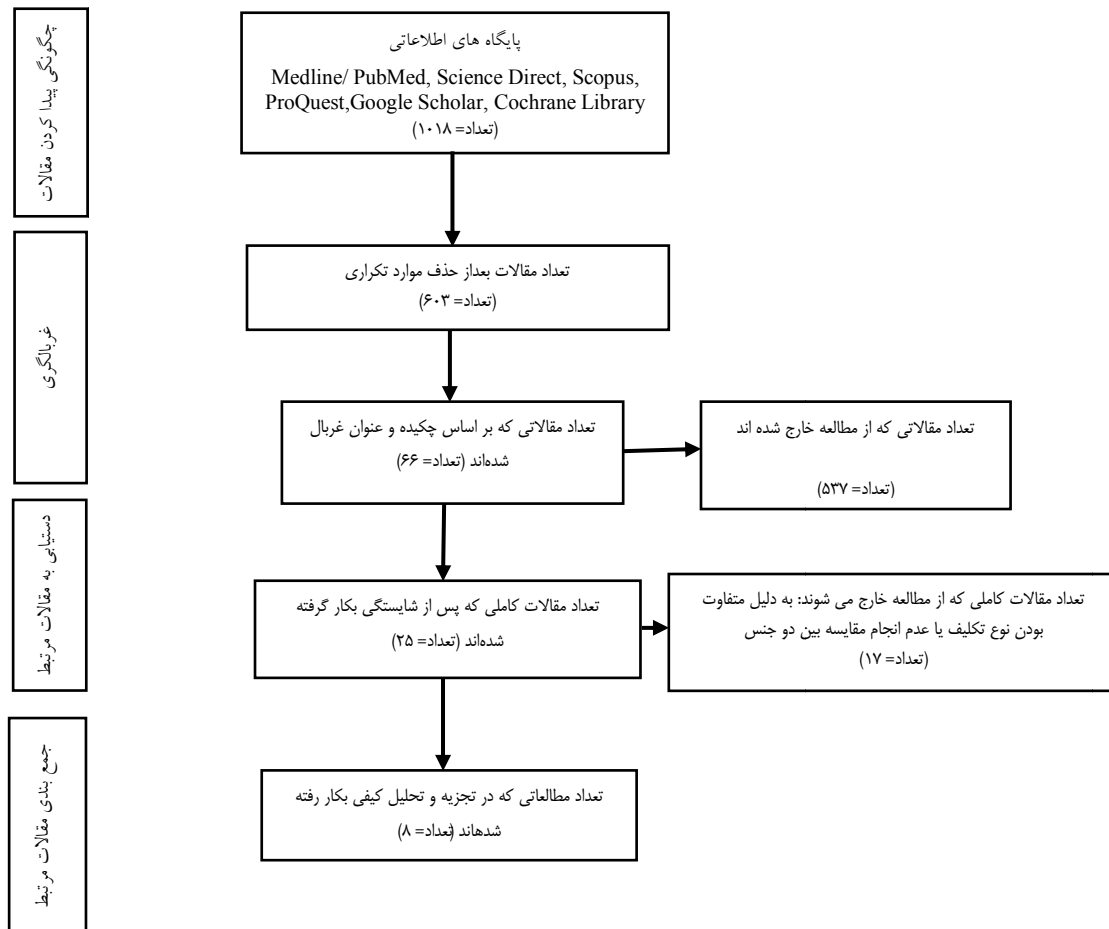 چگونگی پیدا کردن مقالات
پایگاه های اطلاعاتی
Medline/ PubMed, Science Direct, Scopus,
ProQuest,Google Scholar, Cochrane Library
(تعداد= ۱۰۱۸)
غربالگری
تعداد مقالات بعداز حذف موارد تکراری
(تعداد= ۶۰۳)
تعداد مقالاتی که بر اساس چکیده و عنوان غربال
شده‌اند (تعداد= ۶۶)
تعداد مقالاتی که از مطالعه خارج شده اند
(تعداد= ۵۳۷)
دستیابی به مقالات مرتبط
تعداد مقالات کاملی که پس از شایستگی بکار گرفته
شده‌اند (تعداد= ۲۵)
تعداد مقالات کاملی که از مطالعه خارج می شوند: به دلیل متفاوت
بودن نوع تکلیف یا عدم انجام مقایسه بین دو جنس
(تعداد= ۱۷)
جمع بندی مقالات مرتبط
تعداد مطالعاتی که در تجزیه و تحلیل کیفی بکار رفته
شدهاند (تعداد= ۸)